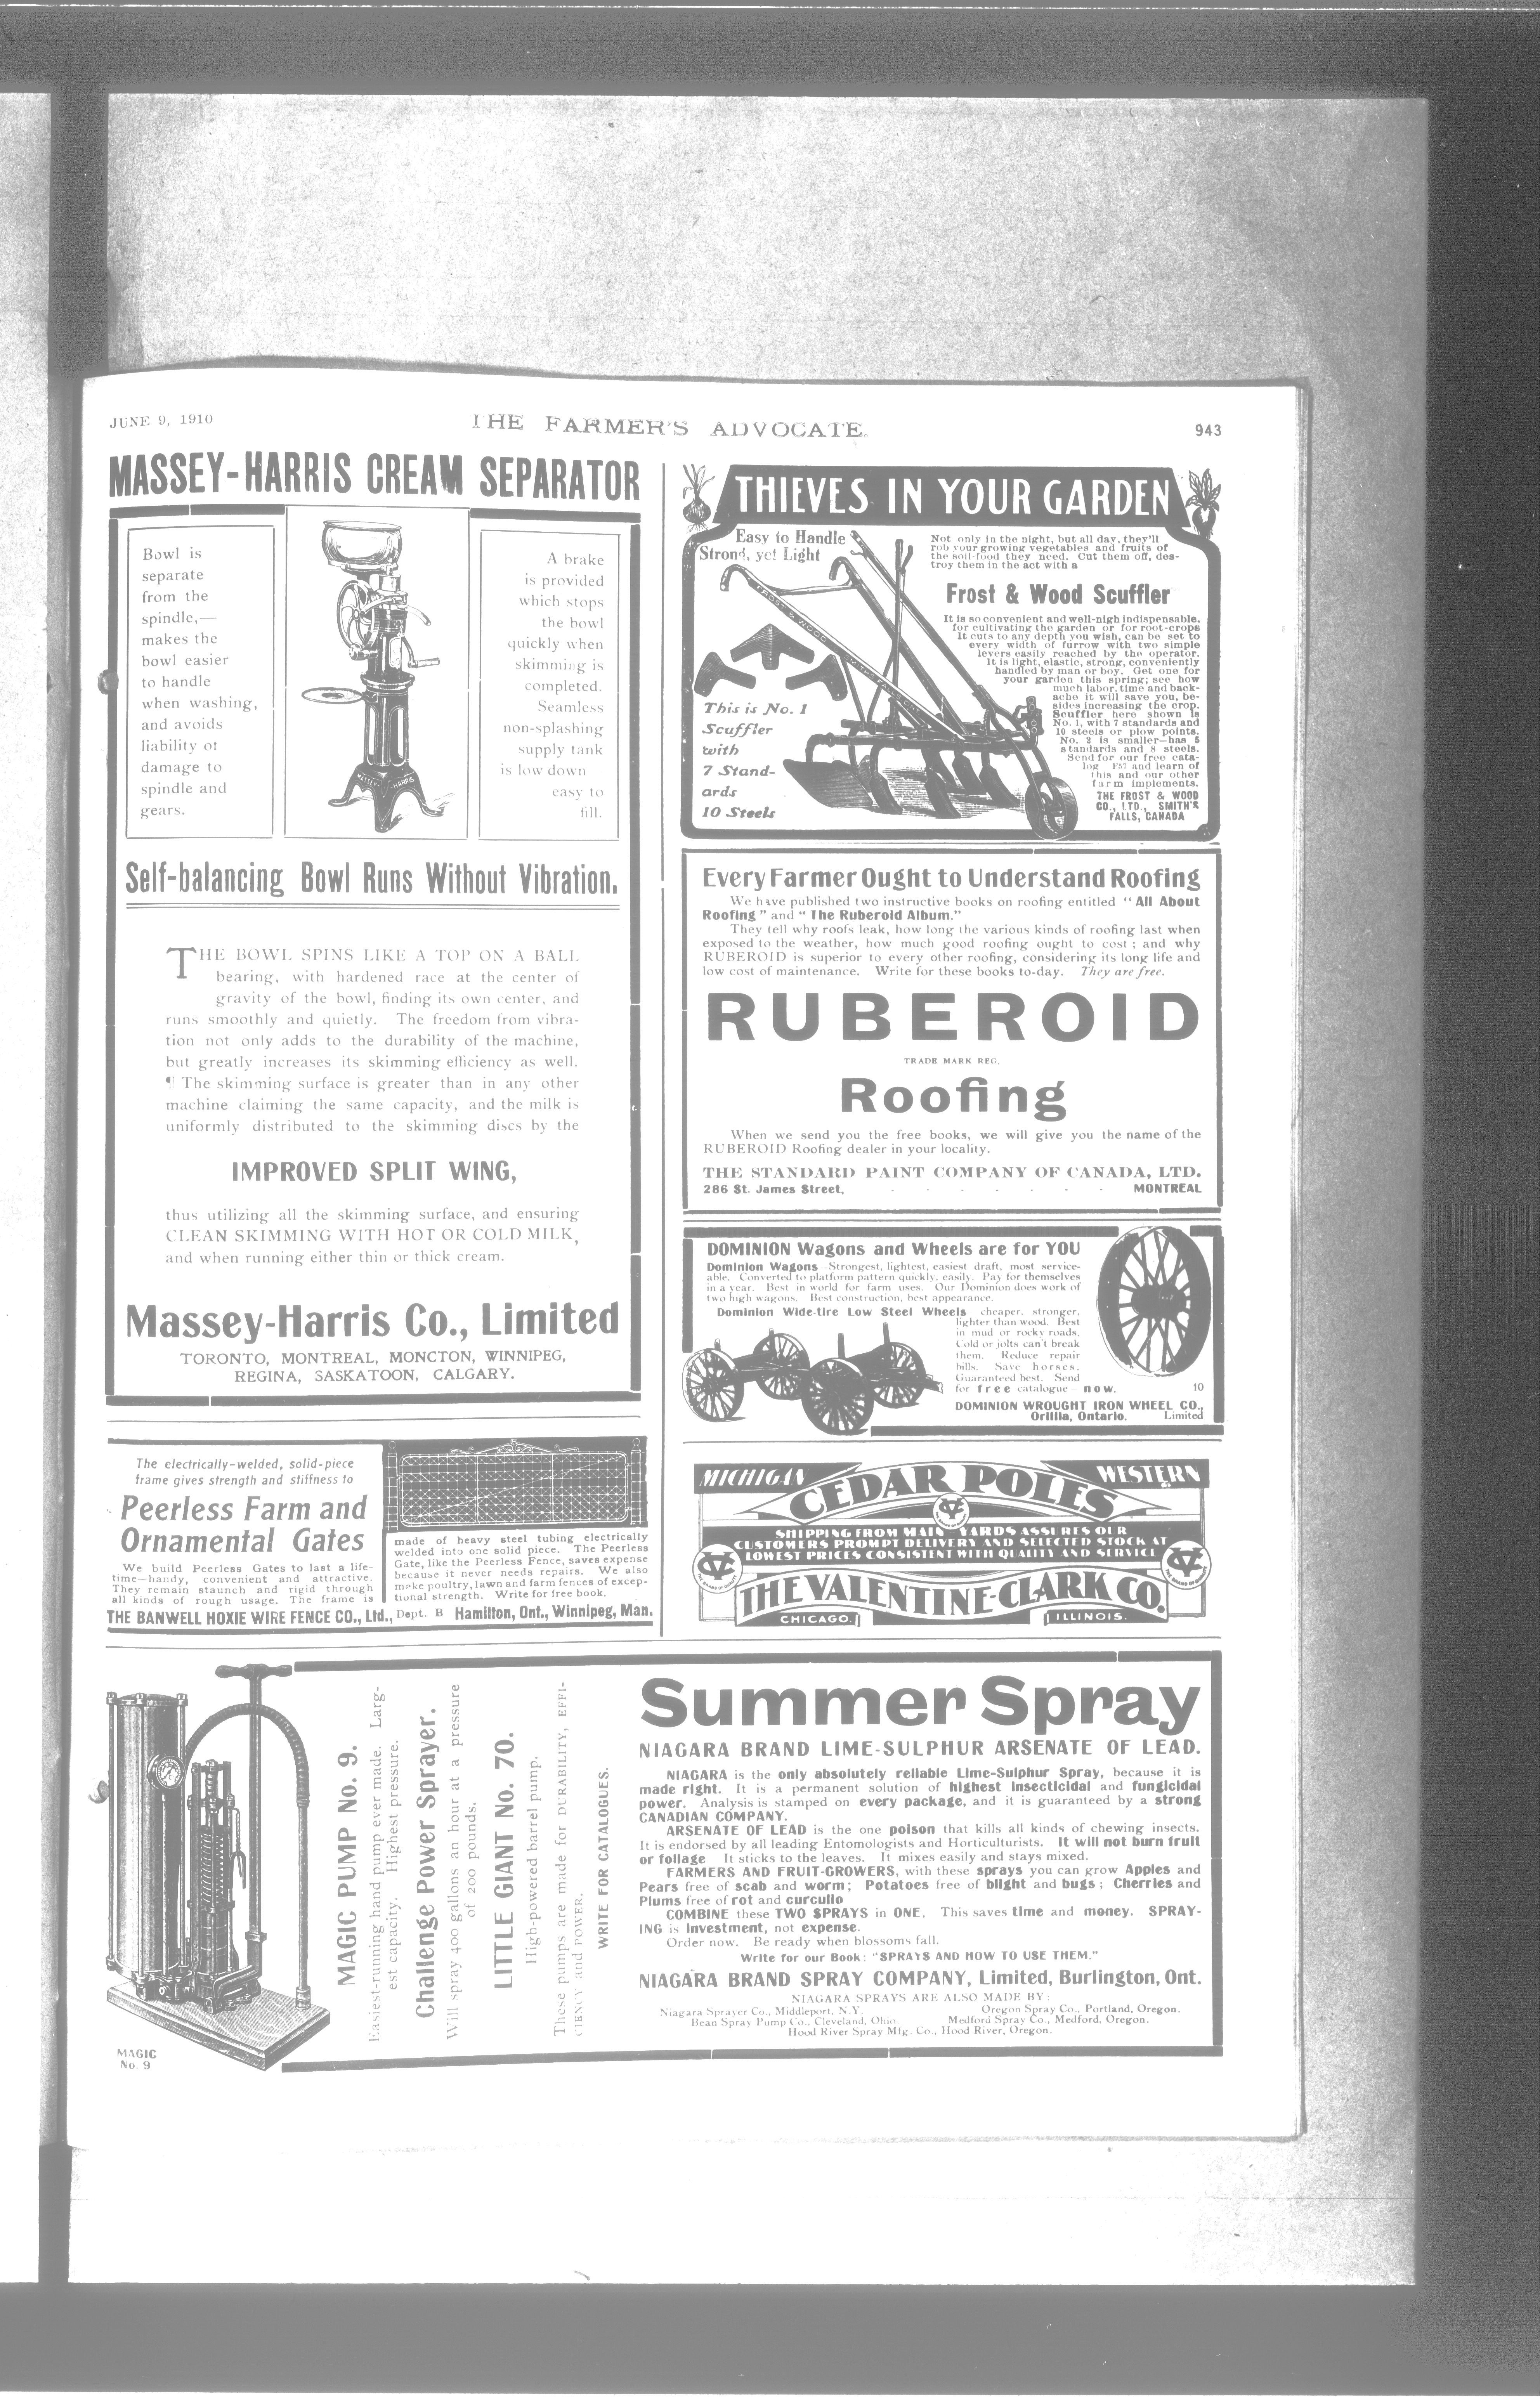 JUNE 9, 1910
THE FARMER'S ADVOCATE.
943
MASSEY-HARRIS CREAM SEPARATOR
Bowl is
separate
from the
spindle,—
makes the
bowl easier
to handle
when washing,
and avoids
liability of
damage to
spindle and
gears.
MASSEY-HARRIS
A brake
is provided
which stops
the bowl
quickly when
skimming is
completed.
Seamless
non-splashing
supply tank
is low down
easy to
fill.
Self-balancing Bowl Runs Without Vibration.
THE BOWL SPINS LIKE A TOP ON A BALL
bearing, with hardened race at the center of
gravity of the bowl, finding its own center, and
runs smoothly and quietly. The freedom from vibra-
tion not only adds to the durability of the machine,
but greatly increases its skimming efficiency as well.
¶ The skimming surface is greater than in any other
machine claiming the same capacity, and the milk is
uniformly distributed to the skimming discs by the
IMPROVED SPLIT WING,
thus utilizing all the skimming surface, and ensuring
CLEAN SKIMMING WITH HOT OR COLD MILK,
and when running either thin or thick cream.
Massey-Harris Co., Limited
TORONTO, MONTREAL, MONCTON, WINNIPEG,
REGINA, SASKATOON, CALGARY.
The electrically-welded, solid-piece
frame gives strength and stiffness to
Peerless Farm and
Ornamental Gates
We build Peerless Gates to last a life-
time—handy, convenient and attractive.
They remain staunch and rigid through
all kinds of rough usage. The frame is
made of heavy steel tubing electrically
welded into one solid piece. The Peerless
Gate, like the Peerless Fence, saves expense
because it never needs repairs. We also
make poultry, lawn and farm fences of excep-
tional strength. Write for free book.
THE BANWELL HOXIE WIRE FENCE CO., Ltd., Dept. B Hamilton, Ont., Winnipeg, Man.
THIEVES IN YOUR GARDEN
Easy to Handle
Strong, yet Light
Not only in the night, but all day, they'll
rob your growing vegetables and fruits of
the soil-food they need. Cut them off, des-
troy them in the act with a
Frost & Wood Scuffler
It is so convenient and well-nigh indispensable.
for cultivating the garden or for root-crops
It cuts to any depth you wish, can be set to
every width of furrow with two simple
levers easily reached by the operator.
It is light, elastic, strong, conveniently
handled by man or boy. Get one for
your garden this spring; see how
much labor, time and back-
ache it will save you, be-
sides increasing the crop.
Scuffler here shown is
No. 1, with 7 standards and
10 steels or plow points.
No. 2 is smaller—has 5
standards and 8 steels.
Send for our free cata-
log F57 and learn of
this and our other
farm implements.
THE FROST & WOOD
CO., LTD., SMITH'S
FALLS, CANADA
This is No. 1
Scuffler
with
7 Stand-
ards
10 Steels
Every Farmer Ought to Understand Roofing
We have published two instructive books on roofing entitled "All About
Roofing" and "The Ruberoid Album."
They tell why roofs leak, how long the various kinds of roofing last when
exposed to the weather, how much good roofing ought to cost; and why
RUBEROID is superior to every other roofing, considering its long life and
low cost of maintenance. Write for these books to-day. They are free.
RUBEROID
TRADE MARK REG.
Roofing
When we send you the free books, we will give you the name of the
RUBEROID Roofing dealer in your locality.
THE STANDARD PAINT COMPANY OF CANADA, LTD.
286 St. James Street, - - - - - - MONTREAL
DOMINION Wagons and Wheels are for YOU
Dominion Wagons Strongest, lightest, easiest draft, most service-
able. Converted to platform pattern quickly, easily. Pay for themselves
in a year. Best in world for farm uses. Our Dominion does work of
two high wagons. Best construction, best appearance.
Dominion Wide-tire Low Steel Wheels cheaper, stronger,
lighter than wood. Best
in mud or rocky roads.
Cold or jolts can't break
them. Reduce repair
bills. Save horses.
Guaranteed best. Send
for free catalogue now.
10
DOMINION WROUGHT IRON WHEEL CO.,
Orillia, Ontario. Limited
MICHIGAN CEDAR POLES WESTERN
SHIPPING FROM MAIN YARDS ASSURES OUR
CUSTOMERS PROMPT DELIVERY AND SELECTED STOCK AT
LOWEST PRICES CONSISTENT WITH QUALITY AND SERVICE
THE VALENTINE-CLARK CO.
CHICAGO. ILLINOIS.
MAGIC
No. 9
MAGIC PUMP No. 9.
Easiest-running hand pump ever made. Larg-
est capacity. Highest pressure.
Challenge Power Sprayer.
Will spray 400 gallons an hour at a pressure
of 200 pounds.
LITTLE GIANT No. 70.
High-powered barrel pump.
These pumps are made for DURABILITY, EFFI-
CIENCY and POWER.
WRITE FOR CATALOGUES.
Summer Spray
NIAGARA BRAND LIME-SULPHUR ARSENATE OF LEAD.
NIAGARA is the only absolutely reliable Lime-Sulphur Spray, because it is
made right. It is a permanent solution of highest insecticidal and fungicidal
power. Analysis is stamped on every package, and it is guaranteed by a strong
CANADIAN COMPANY.
ARSENATE OF LEAD is the one poison that kills all kinds of chewing insects.
It is endorsed by all leading Entomologists and Horticulturists. It will not burn fruit
or foliage It sticks to the leaves. It mixes easily and stays mixed.
FARMERS AND FRUIT-GROWERS, with these sprays you can grow Apples and
Pears free of scab and worm; Potatoes free of blight and bugs; Cherries and
Plums free of rot and curculio
COMBINE these TWO SPRAYS in ONE. This saves time and money. SPRAY-
ING is investment, not expense.
Order now. Be ready when blossoms fall.
Write for our Book: "SPRAYS AND HOW TO USE THEM."
NIAGARA BRAND SPRAY COMPANY, Limited, Burlington, Ont.
NIAGARA SPRAYS ARE ALSO MADE BY:
Niagara Sprayer Co., Middleport, N.Y. Oregon Spray Co., Portland, Oregon.
Bean Spray Pump Co., Cleveland, Ohio. Medford Spray Co., Medford, Oregon.
Hood River Spray Mfg. Co., Hood River, Oregon.